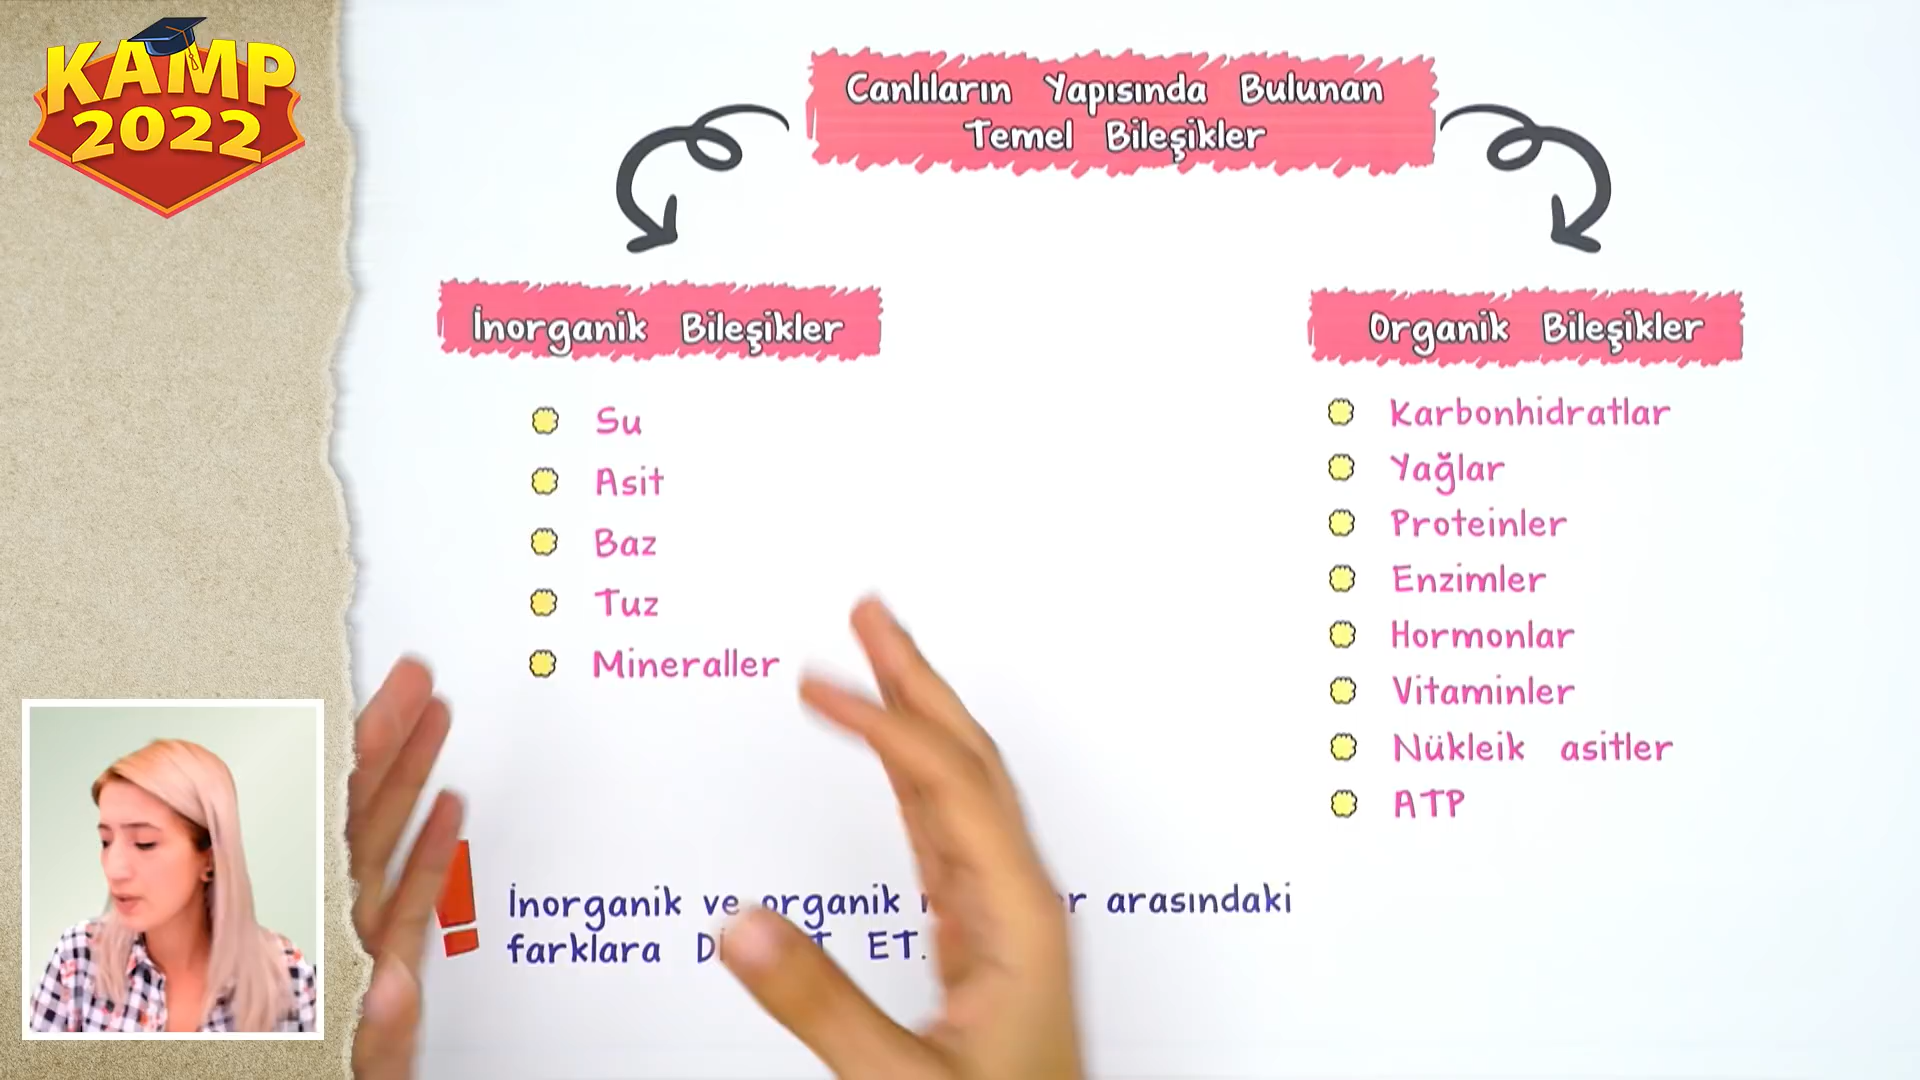 KAMP
2022
Canlıların Yapısında Bulunan
Temel Bileşikler
İnorganik Bileşikler
Su
Asit
Baz
Tuz
Mineraller
Organik Bileşikler
Karbonhidratlar
Yağlar
Proteinler
Enzimler
Hormonlar
Vitaminler
Nükleik asitler
ATP
İnorganik ve organik arasındaki
farklara ET.